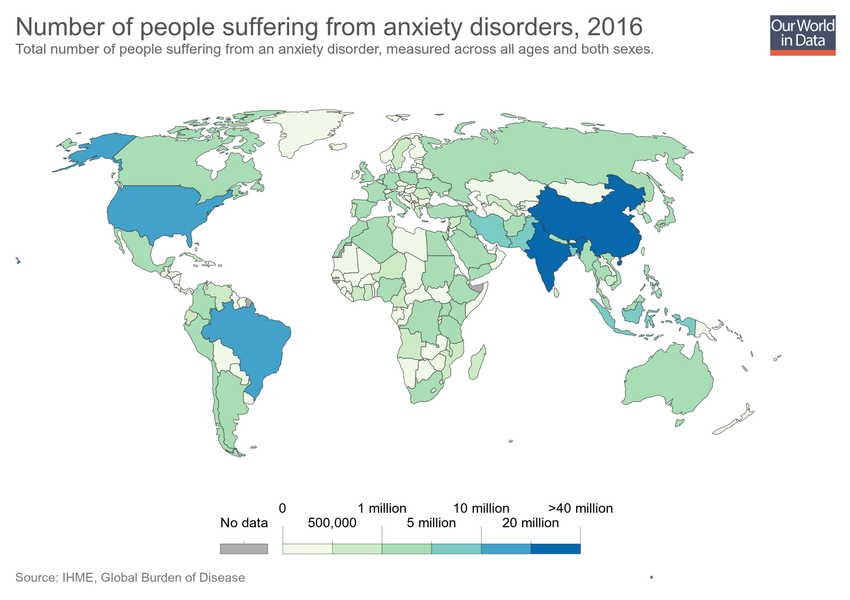 Number of people suffering from anxiety disorders, 2016
Total number of people suffering from an anxiety disorder, measured across all ages and both sexes.
Our World
in Data
0 1 million 10 million >40 million
No data 500,000 5 million 20 million
Source: IHME, Global Burden of Disease